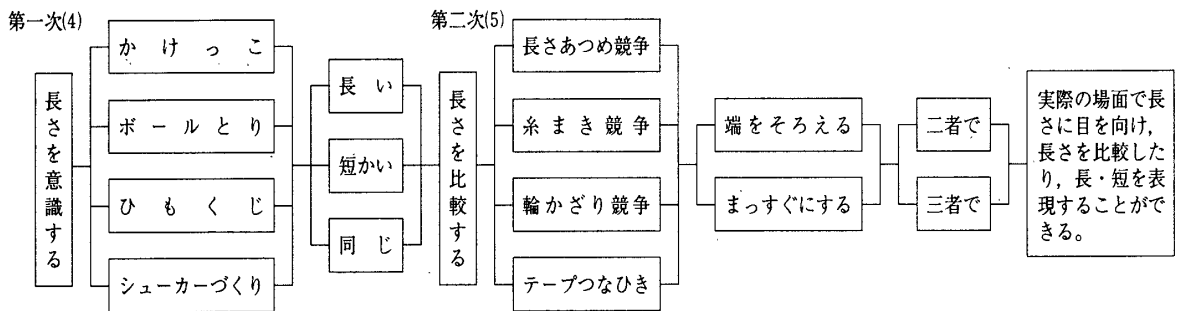 第一次(4)
長さを意識する
かけっこ
ボールとり
ひもくじ
シューカーづくり
長い
短かい
同じ
第二次(5)
長さを比較する
長さあつめ競争
糸まき競争
輪かざり競争
テープつなひき
端をそろえる
まっすぐにする
二者で
三者で
実際の場面で長
さに目を向け，
長さを比較した
り，長・短を表
現することがで
きる。